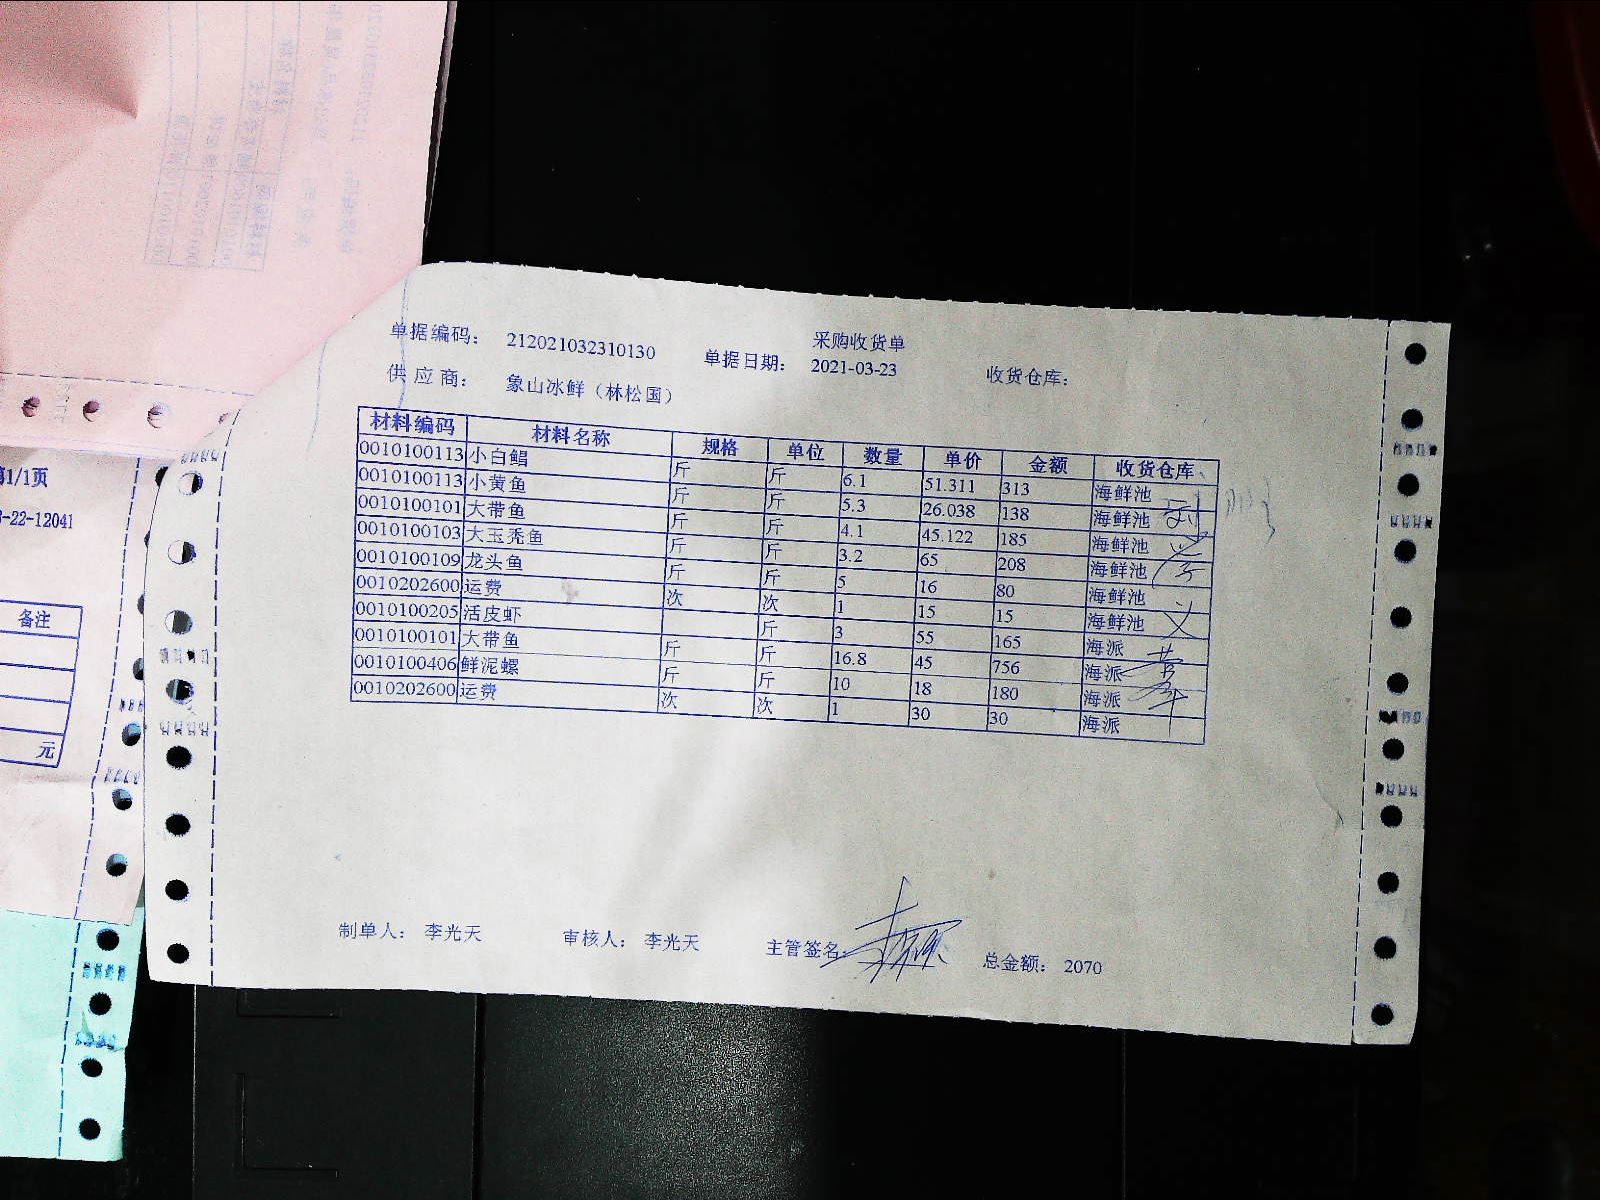 采购收货单
单据编码： 212021032310130 单据日期： 2021-03-23 收货仓库：
供 应 商： 象山冰鲜（林松国）
材料编码 材料名称 规格 单位 数量 单价 金额 收货仓库
0010100113 小白鲳 斤 斤 6.1 51.311 313 海鲜池
0010100113 小黄鱼 斤 斤 5.3 26.038 138 海鲜池
0010100101 大带鱼 斤 斤 4.1 45.122 185 海鲜池
0010100103 大玉秃鱼 斤 斤 3.2 65 208 海鲜池
0010100109 龙头鱼 斤 斤 5 16 80 海鲜池
0010202600 运费 次 次 1 15 15 海鲜池
0010100205 活皮虾 斤 3 55 165 海派
0010100101 大带鱼 斤 斤 16.8 45 756 海派
0010100406 鲜泥螺 斤 斤 10 18 180 海派
0010202600 运费 次 次 1 30 30 海派
制单人： 李光天 审核人： 李光天 主管签名： 总金额： 2070
第1/1页
-22-12041
备注
元